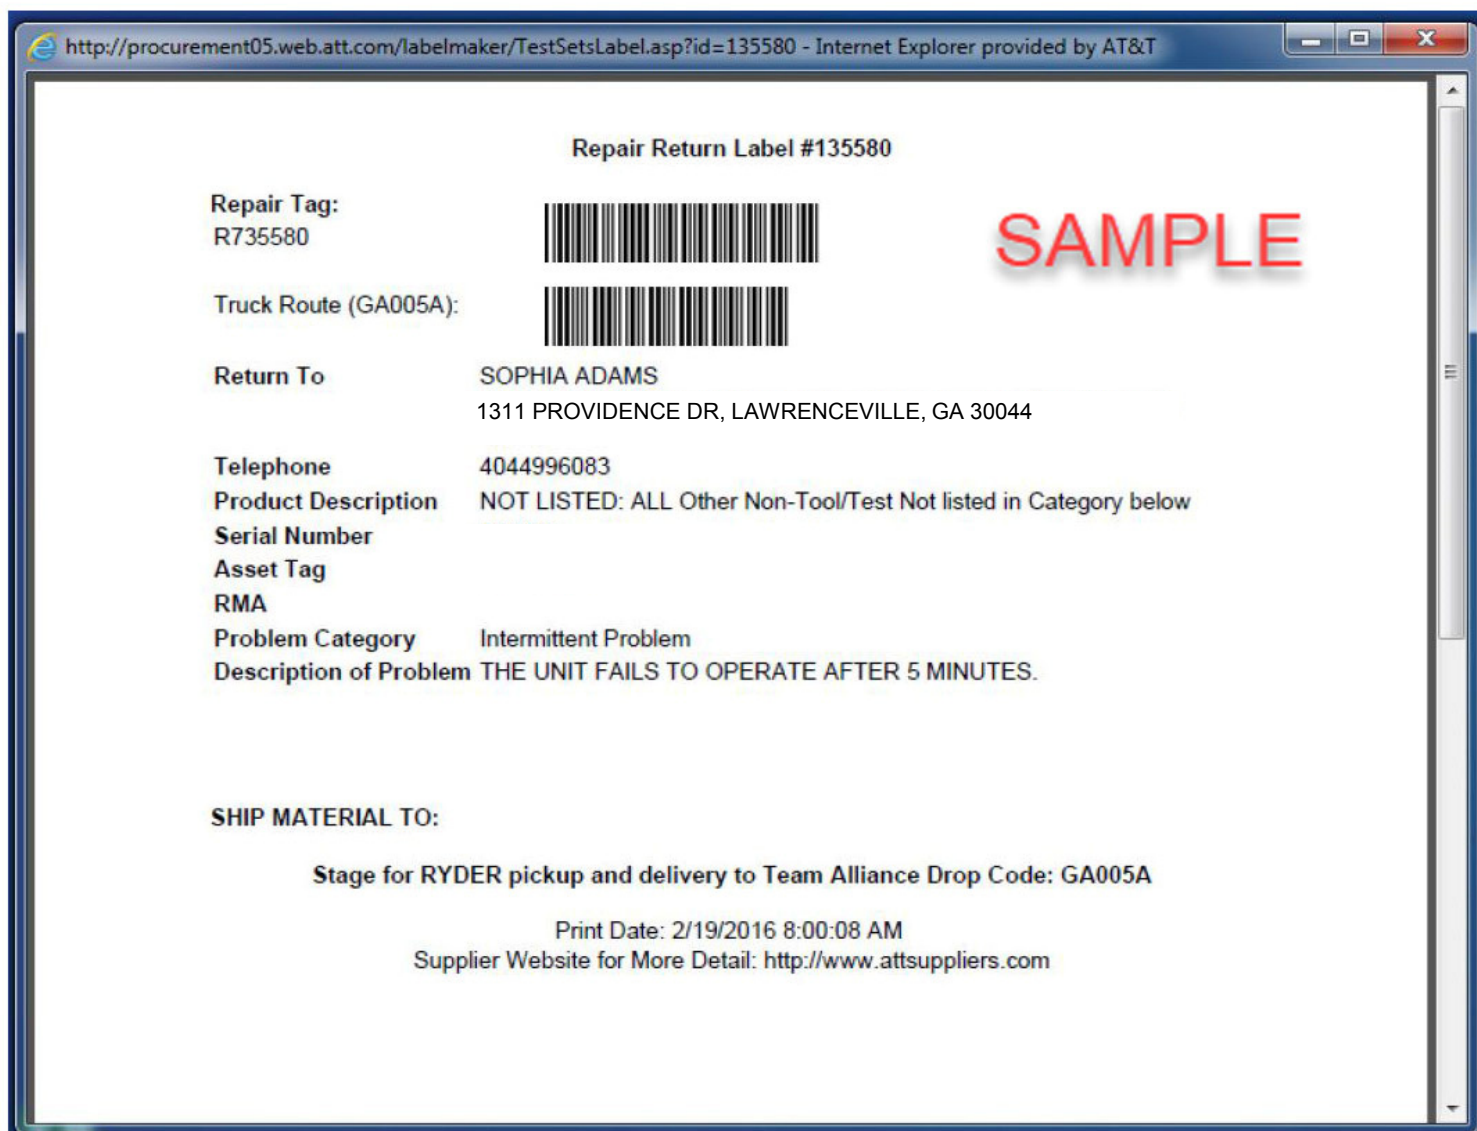 http://procurement05.web.att.com/labelmaker/TestSetsLabel.asp?id=135580 - Internet Explorer provided by AT&T
Repair Return Label #135580
Repair Tag:
R735580
SAMPLE
Truck Route (GA005A):
Return To SOPHIA ADAMS
1311 PROVIDENCE DR, LAWRENCEVILLE, GA 30044
Telephone 4044996083
Product Description NOT LISTED: ALL Other Non-Tool/Test Not listed in Category below
Serial Number
Asset Tag
RMA
Problem Category Intermittent Problem
Description of Problem THE UNIT FAILS TO OPERATE AFTER 5 MINUTES.
SHIP MATERIAL TO:
Stage for RYDER pickup and delivery to Team Alliance Drop Code: GA005A
Print Date: 2/19/2016 8:00:08 AM
Supplier Website for More Detail: http://www.attsuppliers.com